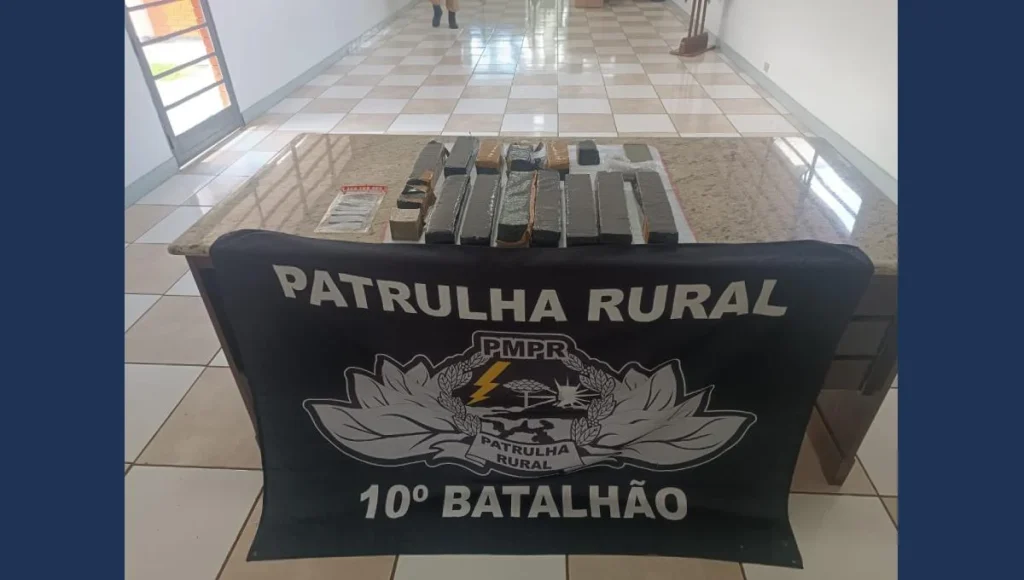 PATRULHA RURAL
PMPR
PATRULHA
RURAL
10º BATALHÃO